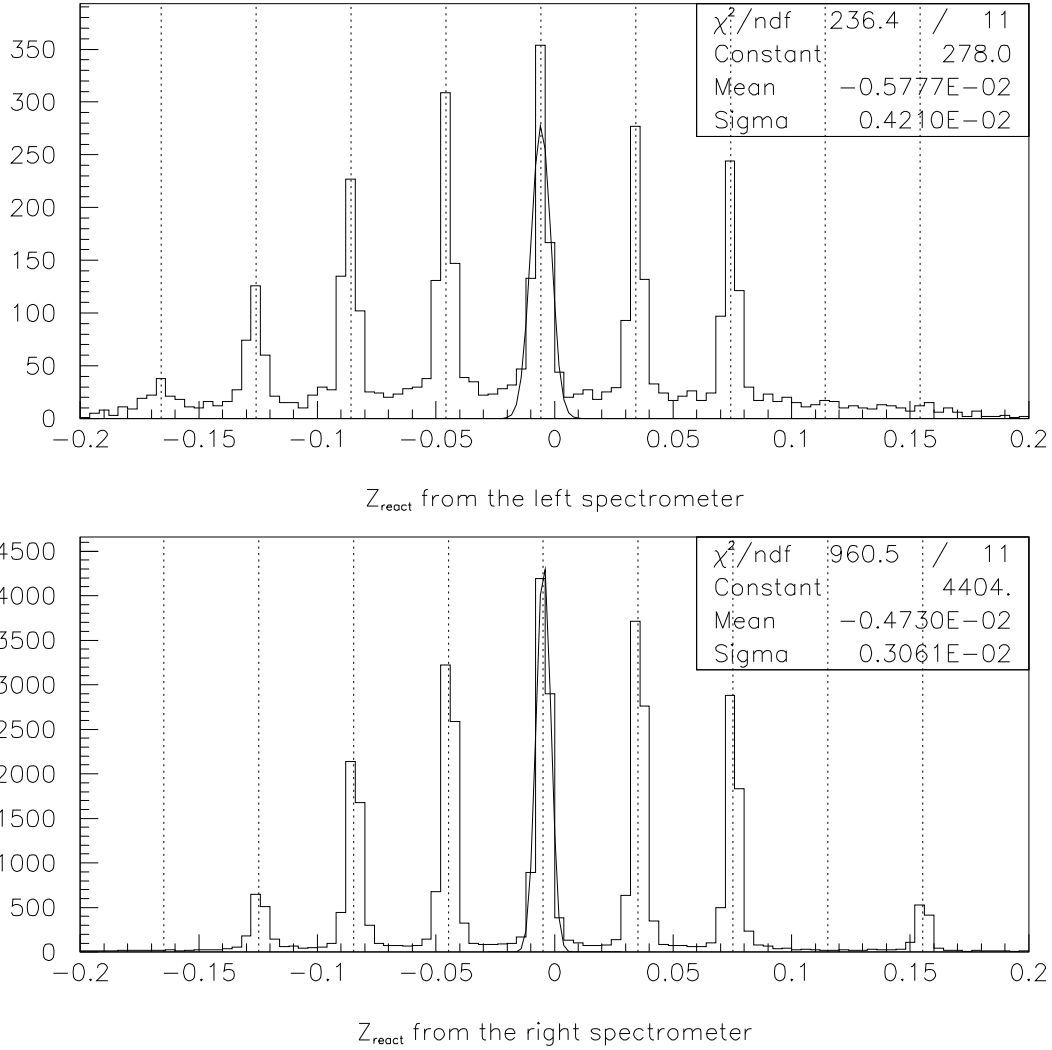 χ²/ndf 236.4 / 11
Constant 278.0
Mean −0.5777E−02
Sigma 0.4210E−02
350
300
250
200
150
100
50
0
−0.2 −0.15 −0.1 −0.05 0 0.05 0.1 0.15 0.2
Zreact from the left spectrometer
χ²/ndf 960.5 / 11
Constant 4404.
Mean −0.4730E−02
Sigma 0.3061E−02
4500
4000
3500
3000
2500
2000
1500
1000
500
0
−0.2 −0.15 −0.1 −0.05 0 0.05 0.1 0.15 0.2
Zreact from the right spectrometer